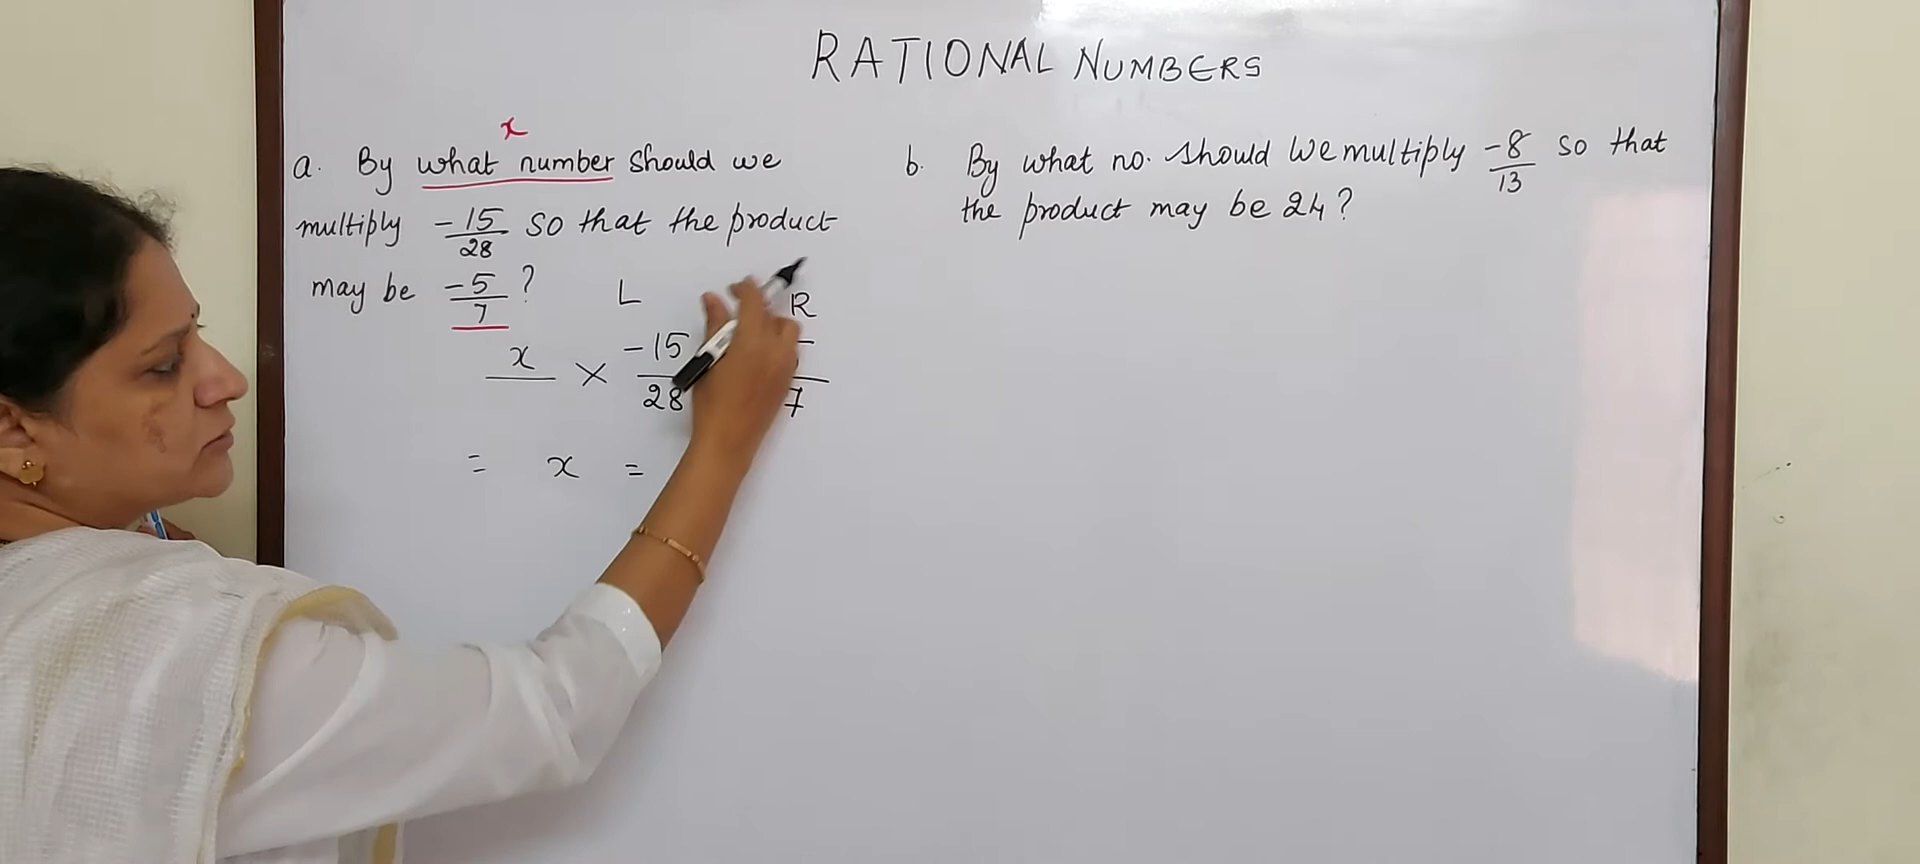 RATIONAL NUMBERS
x
a. By what number should we
multiply -15/28 so that the product
may be -5/7 ?
L R
x × -15/28 7
= x =
b. By what no. should we multiply -8/13 so that
the product may be 24?